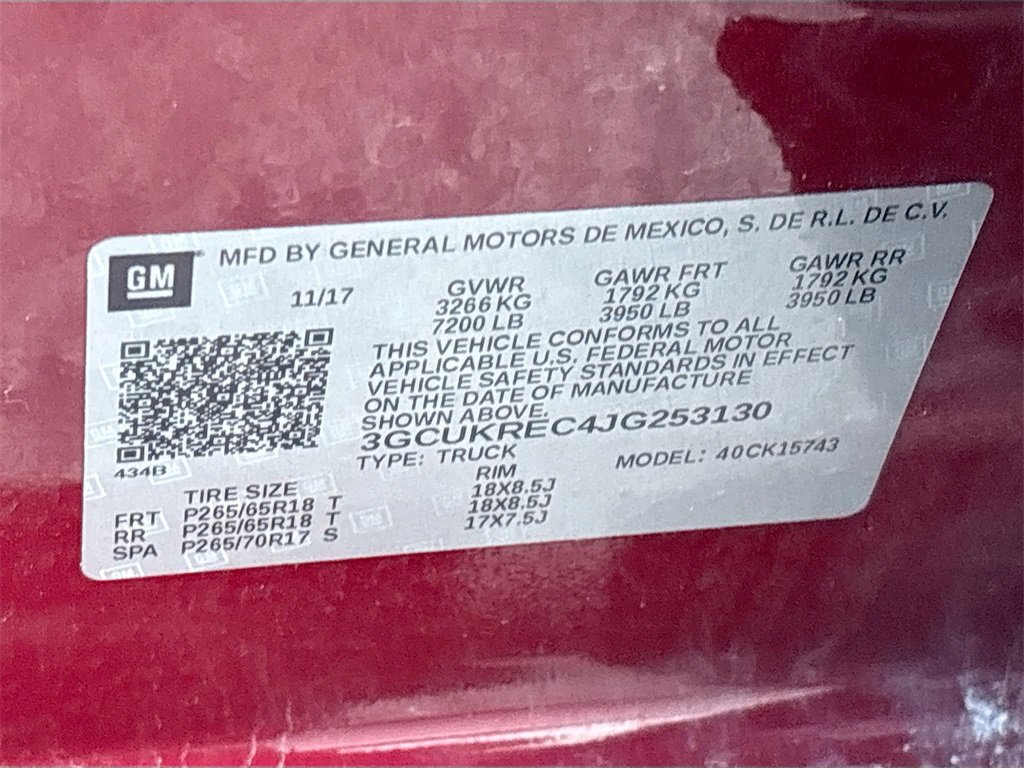 GM
MFD BY GENERAL MOTORS DE MEXICO, S. DE R.L. DE C.V.
11/17
GVWR GAWR FRT GAWR RR
3266 KG 1792 KG 1792 KG
7200 LB 3950 LB 3950 LB
THIS VEHICLE CONFORMS TO ALL
APPLICABLE U.S. FEDERAL MOTOR
VEHICLE SAFETY STANDARDS IN EFFECT
ON THE DATE OF MANUFACTURE
SHOWN ABOVE.
3GCUKREC4JG253130
TYPE: TRUCK MODEL: 40CK15743
434B
TIRE SIZE RIM
FRT P265/65R18 T 18X8.5J
RR P265/65R18 T 18X8.5J
SPA P265/70R17 S 17X7.5J